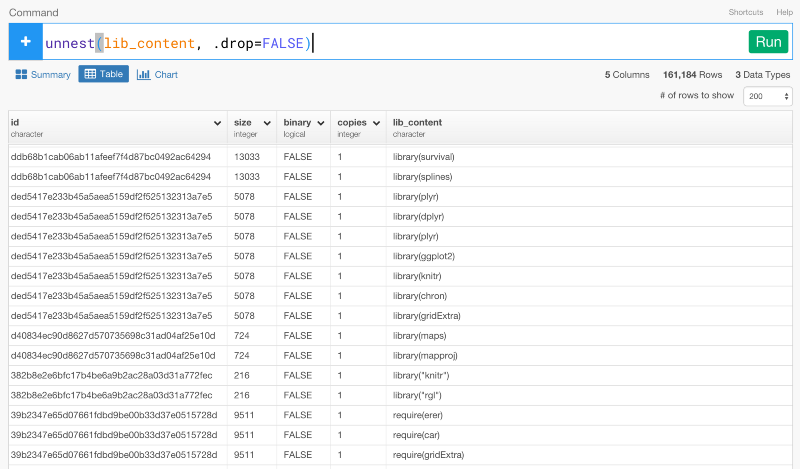 Command Shortcuts Help
+ unnest(lib_content, .drop=FALSE) Run
Summary Table Chart 5 Columns 161,184 Rows 3 Data Types
# of rows to show 200
id size binary copies lib_content
character integer logical integer character
ddb68b1cab06ab11afeef7f4d87bc0492ac64294 13033 FALSE 1 library(survival)
ddb68b1cab06ab11afeef7f4d87bc0492ac64294 13033 FALSE 1 library(splines)
ded5417e233b45a5aea5159df2f525132313a7e5 5078 FALSE 1 library(plyr)
ded5417e233b45a5aea5159df2f525132313a7e5 5078 FALSE 1 library(dplyr)
ded5417e233b45a5aea5159df2f525132313a7e5 5078 FALSE 1 library(plyr)
ded5417e233b45a5aea5159df2f525132313a7e5 5078 FALSE 1 library(ggplot2)
ded5417e233b45a5aea5159df2f525132313a7e5 5078 FALSE 1 library(knitr)
ded5417e233b45a5aea5159df2f525132313a7e5 5078 FALSE 1 library(chron)
ded5417e233b45a5aea5159df2f525132313a7e5 5078 FALSE 1 library(gridExtra)
d40834ec90d8627d570735698c31ad04af25e10d 724 FALSE 1 library(maps)
d40834ec90d8627d570735698c31ad04af25e10d 724 FALSE 1 library(mapproj)
382b8e2e6bfc17b4be6a9b2ac28a03d31a772fec 216 FALSE 1 library("knitr")
382b8e2e6bfc17b4be6a9b2ac28a03d31a772fec 216 FALSE 1 library("rgl")
39b2347e65d07661fdbd9be00b33d37e0515728d 9511 FALSE 1 require(erer)
39b2347e65d07661fdbd9be00b33d37e0515728d 9511 FALSE 1 require(car)
39b2347e65d07661fdbd9be00b33d37e0515728d 9511 FALSE 1 require(gridExtra)